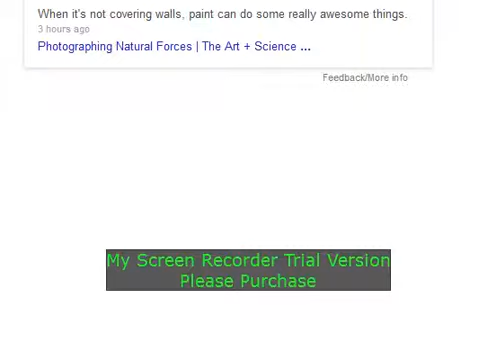 When it's not covering walls, paint can do some really awesome things.
3 hours ago
Photographing Natural Forces | The Art + Science ...
Feedback/More info
My Screen Recorder Trial Version
Please Purchase